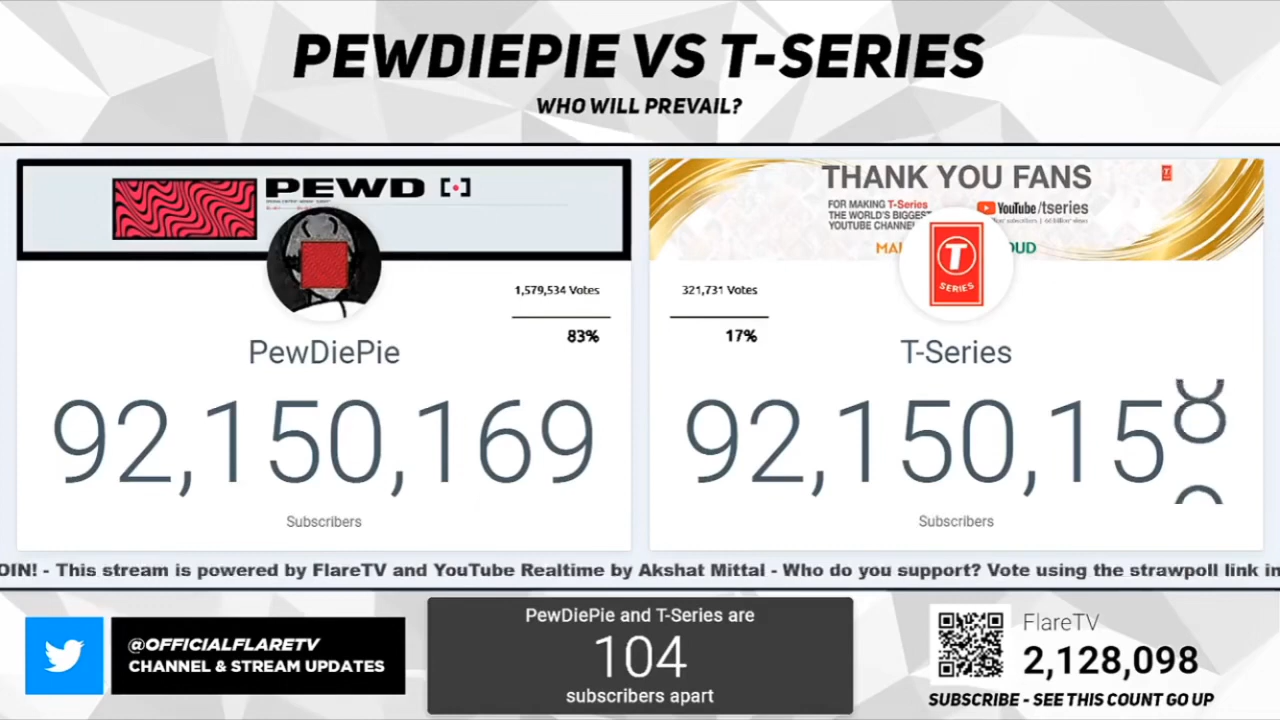 PEWDIEPIE VS T-SERIES
WHO WILL PREVAIL?
PEWD [·]
1,579,534 Votes
83%
PewDiePie
92,150,169
Subscribers
THANK YOU FANS
FOR MAKING T-Series
THE WORLD'S BIGGEST
YOUTUBE CHANNEL
YouTube/tseries
T
SERIES
321,731 Votes
17%
T-Series
92,150,158
Subscribers
OIN! - This stream is powered by FlareTV and YouTube Realtime by Akshat Mittal - Who do you support? Vote using the strawpoll link in
@OFFICIALFLARETV
CHANNEL & STREAM UPDATES
PewDiePie and T-Series are
104
subscribers apart
FlareTV
2,128,098
SUBSCRIBE - SEE THIS COUNT GO UP